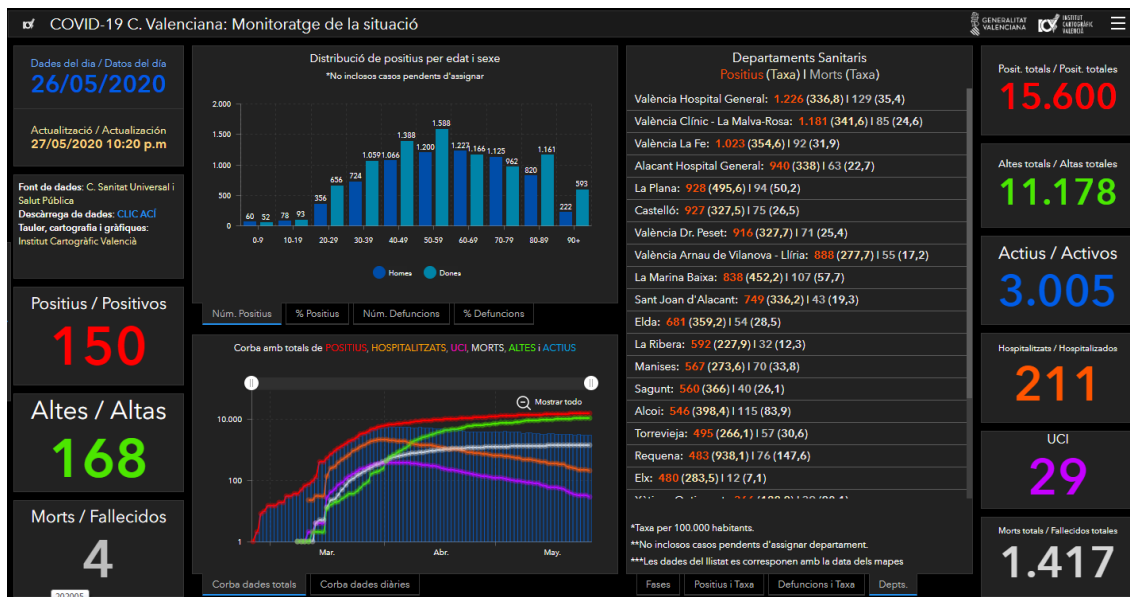 COVID-19 C. Valenciana: Monitoratge de la situació
GENERALITAT
VALENCIANA
INSTITUT
CARTOGRÀFIC
VALENCIÀ
Dades del dia / Datos del día
26/05/2020
Actualització / Actualización
27/05/2020 10:20 p.m
Font de dades: C. Sanitat Universal i
Salut Pública
Descàrrega de dades: CLIC ACÍ
Tauler, cartografia i gràfiques:
Institut Cartogràfic Valencià
Positius / Positivos
150
Altes / Altas
168
Morts / Fallecidos
4
202005
Distribució de positius per edat i sexe
*No inclosos casos pendents d'assignar
2.000
1.500
1.000
500
0
60 52 78 93 356 656 724 1.059 1.066 1.388 1.200 1.588 1.227 1.166 1.125 962 820 1.161 222 593
0-9 10-19 20-29 30-39 40-49 50-59 60-69 70-79 80-89 90+
Homes Dones
Núm. Positius % Positius Núm. Defuncions % Defuncions
Corba amb totals de POSITIUS, HOSPITALITZATS, UCI, MORTS, ALTES i ACTIUS
Mostrar todo
10.000
100
1
Mar. Abr. May.
Corba dades totals Corba dades diàries
Departaments Sanitaris
Positius (Taxa) I Morts (Taxa)
València Hospital General: 1.226 (336,8) I 129 (35,4)
València Clínic - La Malva-Rosa: 1.181 (341,6) I 85 (24,6)
València La Fe: 1.023 (354,6) I 92 (31,9)
Alacant Hospital General: 940 (338) I 63 (22,7)
La Plana: 928 (495,6) I 94 (50,2)
Castelló: 927 (327,5) I 75 (26,5)
València Dr. Peset: 916 (327,7) I 71 (25,4)
València Arnau de Vilanova - Llíria: 888 (277,7) I 55 (17,2)
La Marina Baixa: 838 (452,2) I 107 (57,7)
Sant Joan d'Alacant: 749 (336,2) I 43 (19,3)
Elda: 681 (359,2) I 54 (28,5)
La Ribera: 592 (227,9) I 32 (12,3)
Manises: 567 (273,6) I 70 (33,8)
Sagunt: 560 (366) I 40 (26,1)
Alcoi: 546 (398,4) I 115 (83,9)
Torrevieja: 495 (266,1) I 57 (30,6)
Requena: 483 (938,1) I 76 (147,6)
Elx: 480 (283,5) I 12 (7,1)
*Taxa per 100.000 habitants.
**No inclosos casos pendents d'assignar departament.
***Les dades del llistat es corresponen amb la data dels mapes
Fases Positius i Taxa Defuncions i Taxa Depts.
Posit. totals / Posit. totales
15.600
Altes totals / Altas totales
11.178
Actius / Activos
3.005
Hospitalitzats / Hospitalizados
211
UCI
29
Morts totals / Fallecidos totales
1.417